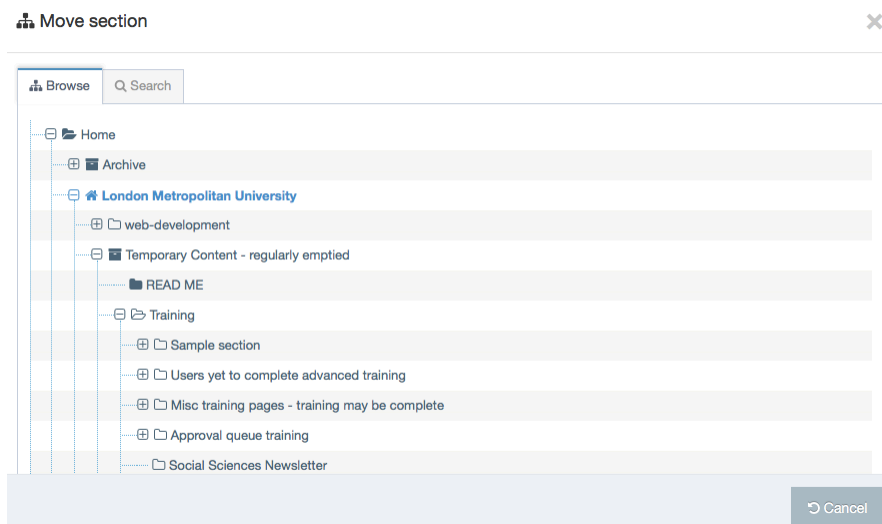 Move section
Browse
Search
Home
Archive
London Metropolitan University
web-development
Temporary Content - regularly emptied
READ ME
Training
Sample section
Users yet to complete advanced training
Misc training pages - training may be complete
Approval queue training
Social Sciences Newsletter
Cancel